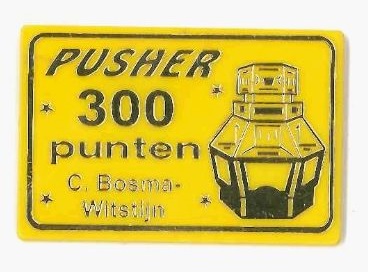 PUSHER
300
punten
C. Bosma-
Witstijn